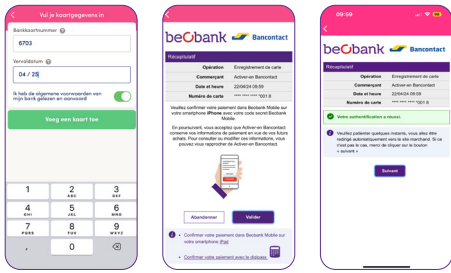 Vul je kaartgegevens in
Bankkaartnummer
6703
Vervaldatum
04 / 25
Ik heb de algemene voorwaarden van
mijn bank gelezen en aanvaard
Voeg een kaart toe
1
2
ABC
3
DEF
4
GHI
5
JKL
6
MNO
7
PQRS
8
TUV
9
WXYZ
,
0
beobank
Bancontact
Récapitulatif
Opération Enregistrement de carte
Commerçant Activer-en Bancontact
Date et heure 22/04/24 09:59
Numéro de carte
Veuillez confirmer votre paiement dans Beobank Mobile sur
votre smartphone iPhone avec votre code secret Beobank
Mobile.
En poursuivant, vous acceptez que Activer-en Bancontact
conserve vos informations de paiement en vue de vos futurs
achats. Pour consulter ou modifier ces informations, vous
pouvez vous rapprocher de Activer-en Bancontact.
Abandonner
Valider
Confirmer votre paiement dans Beobank Mobile sur
votre smartphone iPad
Confirmer votre paiement avec le digipass.
09:59
beobank
Bancontact
Récapitulatif
Opération Enregistrement de carte
Commerçant Activer-en Bancontact
Date et heure 22/04/24 09:59
Numéro de carte
Votre authentification a réussi.
Veuillez patienter quelques instants, vous allez être
redirigé automatiquement vers le site marchand. Si ce
n'est pas le cas, merci de cliquer sur le bouton
« suivant »
Suivant